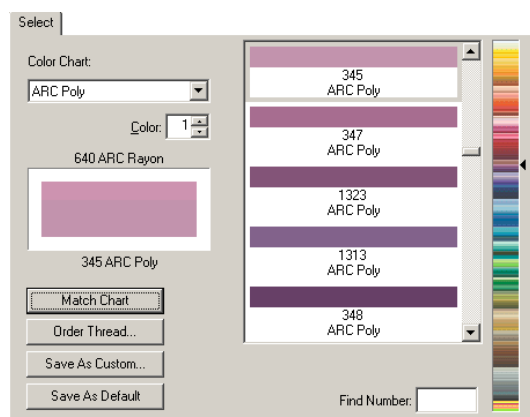 Select
Color Chart:
ARC Poly
Color: 1
640 ARC Rayon
345 ARC Poly
Match Chart
Order Thread...
Save As Custom...
Save As Default
345
ARC Poly
347
ARC Poly
1323
ARC Poly
1313
ARC Poly
348
ARC Poly
Find Number: